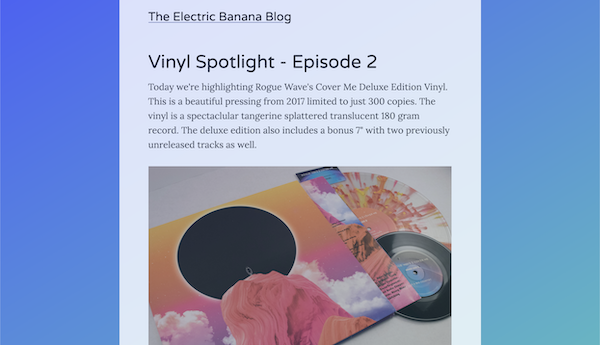 The Electric Banana Blog
Vinyl Spotlight - Episode 2
Today we're highlighting Rogue Wave's Cover Me Deluxe Edition Vinyl.
This is a beautiful pressing from 2017 limited to just 300 copies. The
vinyl is a spectaclular tangerine splattered translucent 180 gram
record. The deluxe edition also includes a bonus 7" with two previously
unreleased tracks as well.